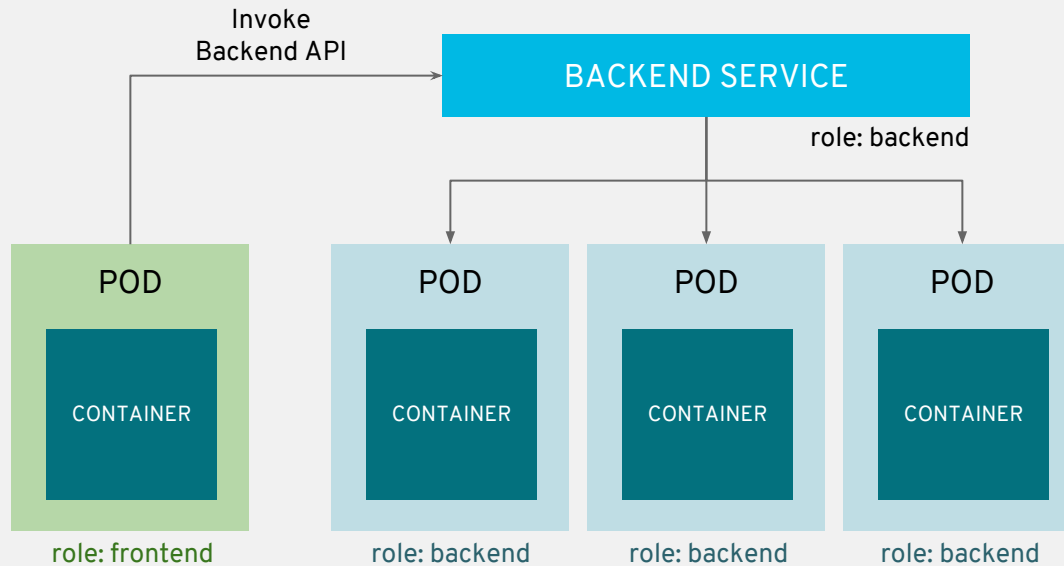 Invoke
Backend API
BACKEND SERVICE
role: backend
POD
CONTAINER
role: frontend
POD
CONTAINER
role: backend
POD
CONTAINER
role: backend
POD
CONTAINER
role: backend